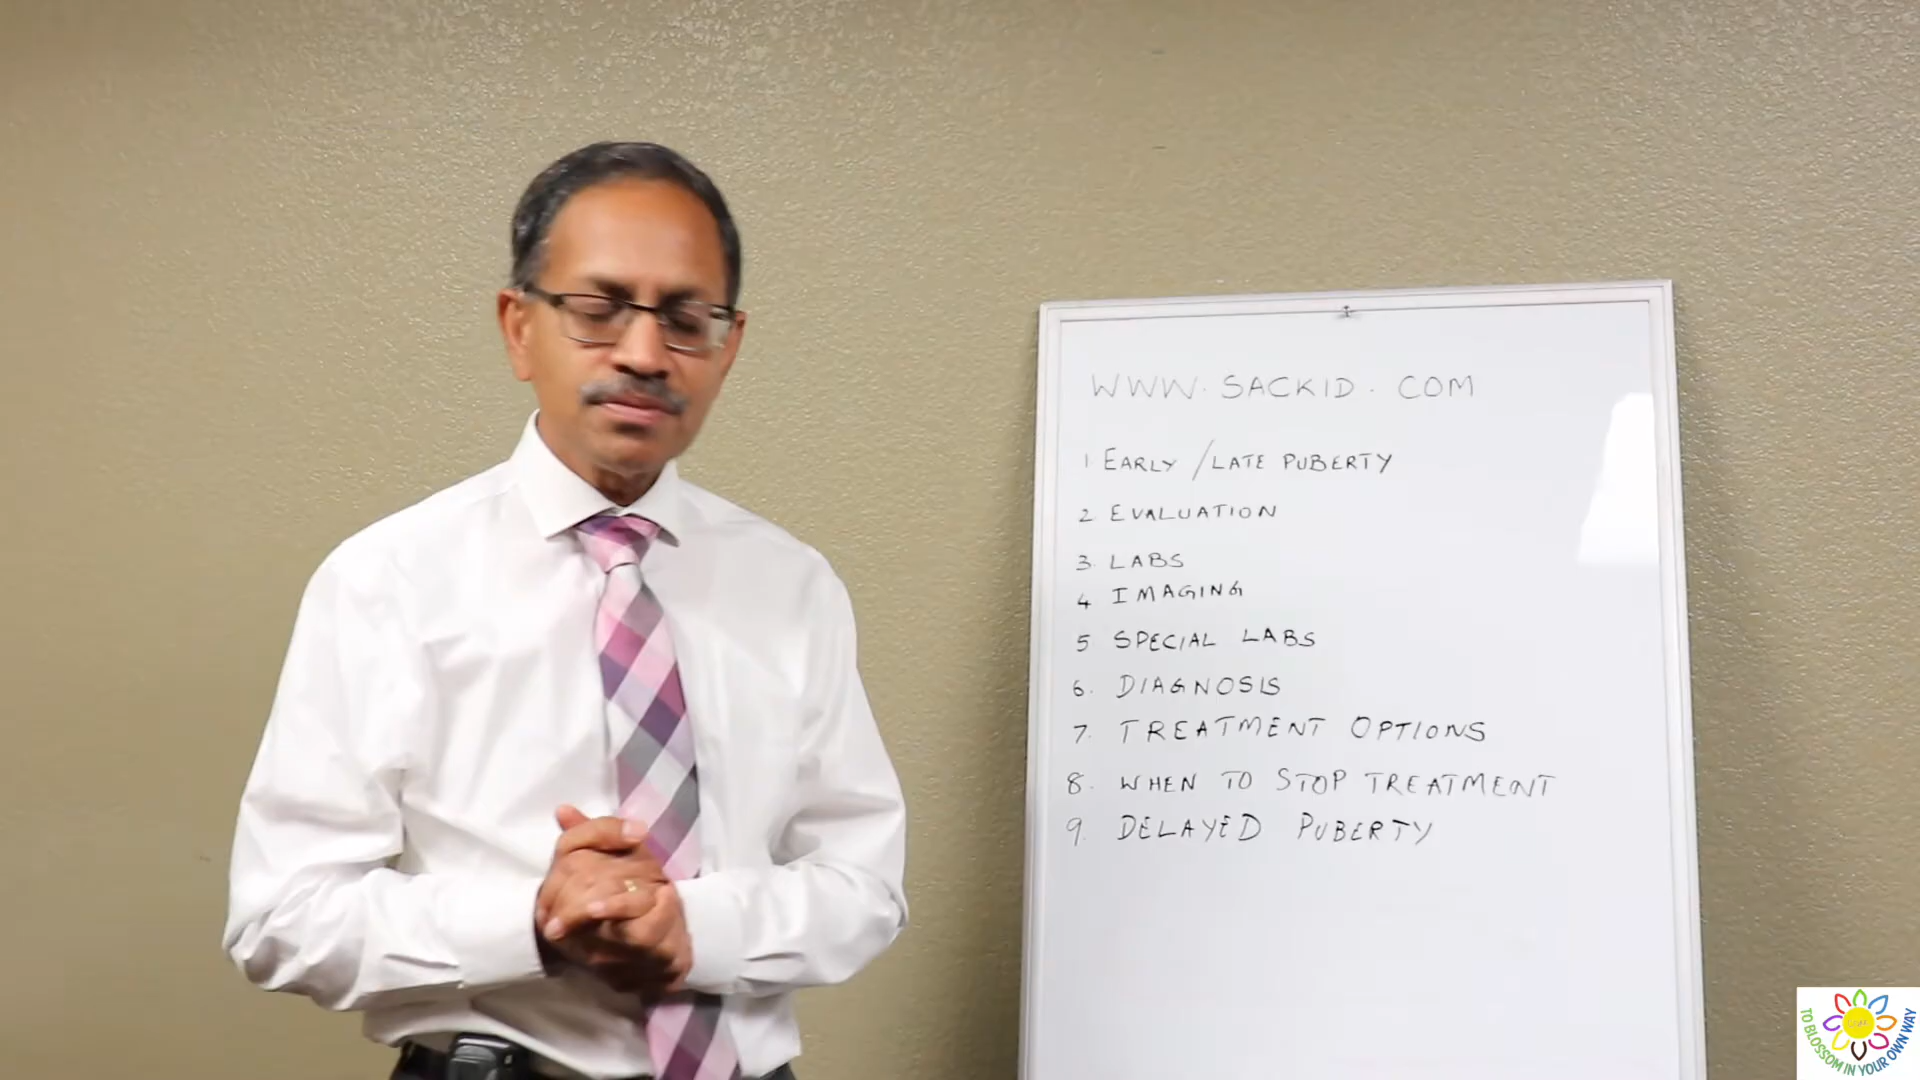 WWW.SACKID.COM
1 EARLY/LATE PUBERTY
2 EVALUATION
3 LABS
4 IMAGING
5 SPECIAL LABS
6. DIAGNOSIS
7. TREATMENT OPTIONS
8. WHEN TO STOP TREATMENT
9. DELAYED PUBERTY
TO BLOSSOM IN YOUR OWN WAY